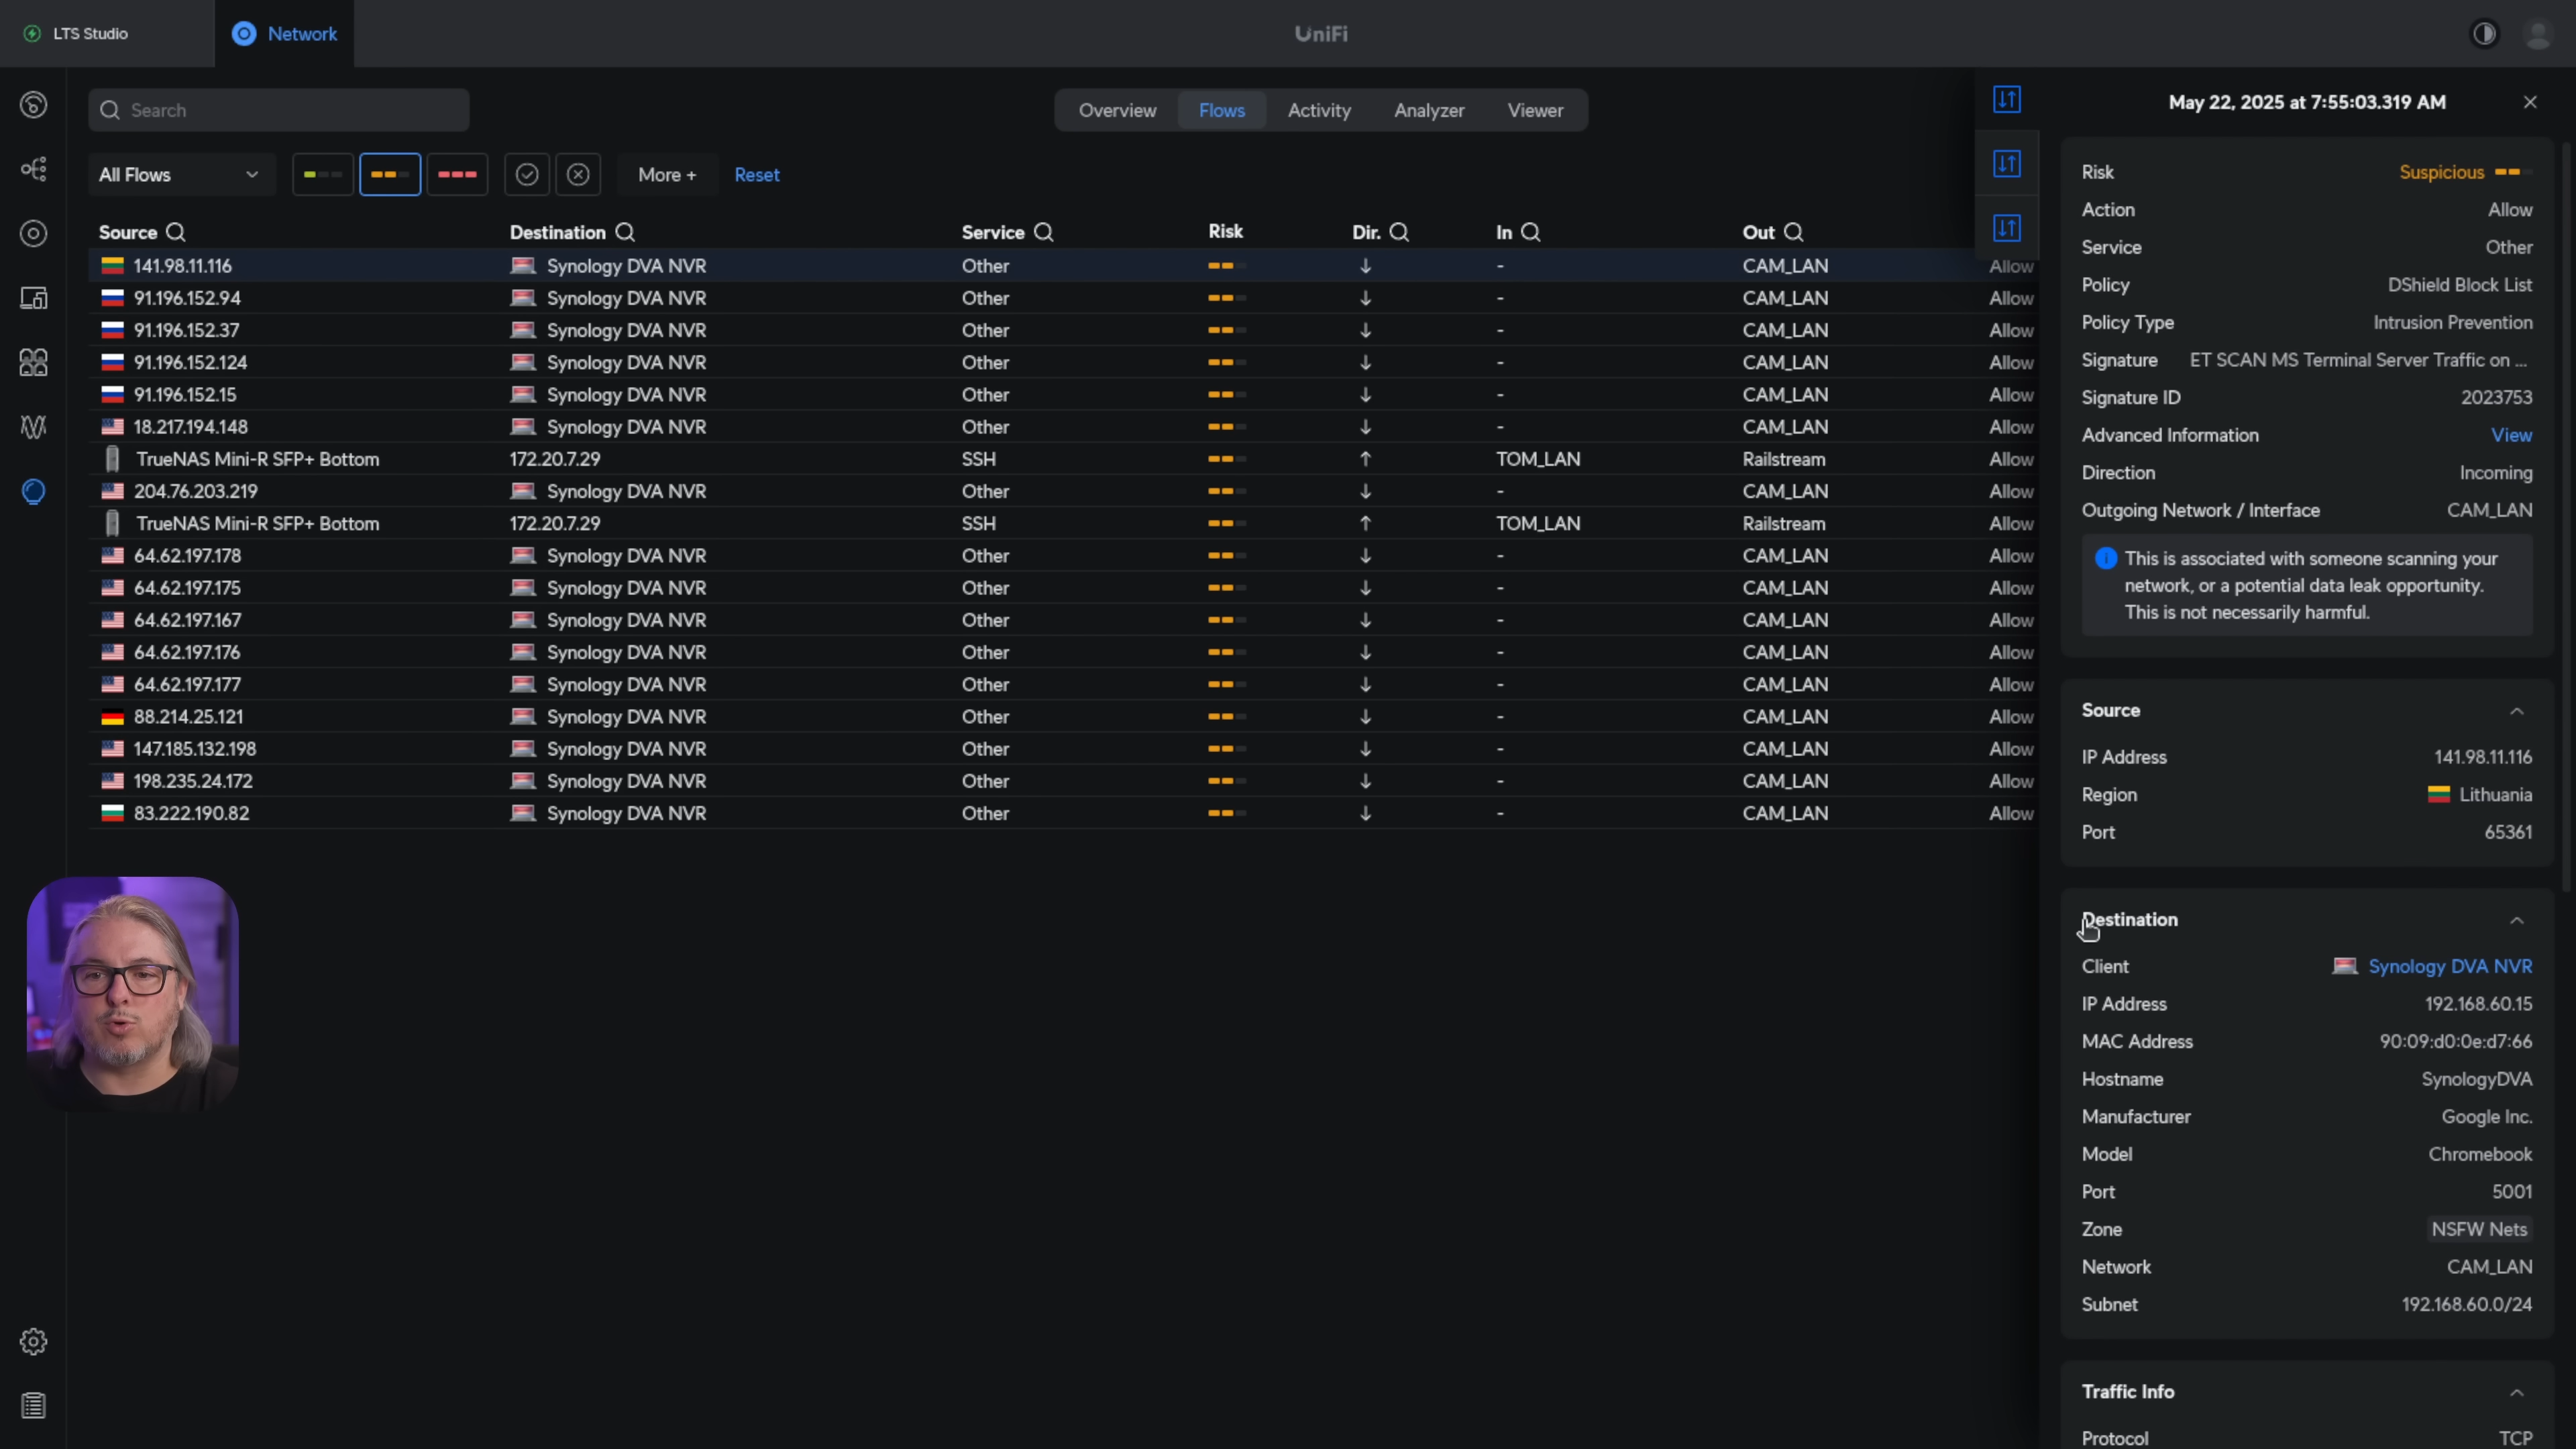 LTS Studio
Network
UniFi
Search
Overview Flows Activity Analyzer Viewer
All Flows More + Reset
Source Destination Service Risk Dir. In Out
141.98.11.116 Synology DVA NVR Other - CAM_LAN Allow
91.196.152.94 Synology DVA NVR Other - CAM_LAN Allow
91.196.152.37 Synology DVA NVR Other - CAM_LAN Allow
91.196.152.124 Synology DVA NVR Other - CAM_LAN Allow
91.196.152.15 Synology DVA NVR Other - CAM_LAN Allow
18.217.194.148 Synology DVA NVR Other - CAM_LAN Allow
TrueNAS Mini-R SFP+ Bottom 172.20.7.29 SSH TOM_LAN Railstream Allow
204.76.203.219 Synology DVA NVR Other - CAM_LAN Allow
TrueNAS Mini-R SFP+ Bottom 172.20.7.29 SSH TOM_LAN Railstream Allow
64.62.197.178 Synology DVA NVR Other - CAM_LAN Allow
64.62.197.175 Synology DVA NVR Other - CAM_LAN Allow
64.62.197.167 Synology DVA NVR Other - CAM_LAN Allow
64.62.197.176 Synology DVA NVR Other - CAM_LAN Allow
64.62.197.177 Synology DVA NVR Other - CAM_LAN Allow
88.214.25.121 Synology DVA NVR Other - CAM_LAN Allow
147.185.132.198 Synology DVA NVR Other - CAM_LAN Allow
198.235.24.172 Synology DVA NVR Other - CAM_LAN Allow
83.222.190.82 Synology DVA NVR Other - CAM_LAN Allow
May 22, 2025 at 7:55:03.319 AM
Risk Suspicious
Action Allow
Service Other
Policy DShield Block List
Policy Type Intrusion Prevention
Signature ET SCAN MS Terminal Server Traffic on ...
Signature ID 2023753
Advanced Information View
Direction Incoming
Outgoing Network / Interface CAM_LAN
This is associated with someone scanning your
network, or a potential data leak opportunity.
This is not necessarily harmful.
Source
IP Address 141.98.11.116
Region Lithuania
Port 65361
Destination
Client Synology DVA NVR
IP Address 192.168.60.15
MAC Address 90:09:d0:0e:d7:66
Hostname SynologyDVA
Manufacturer Google Inc.
Model Chromebook
Port 5001
Zone NSFW Nets
Network CAM_LAN
Subnet 192.168.60.0/24
Traffic Info
Protocol TCP